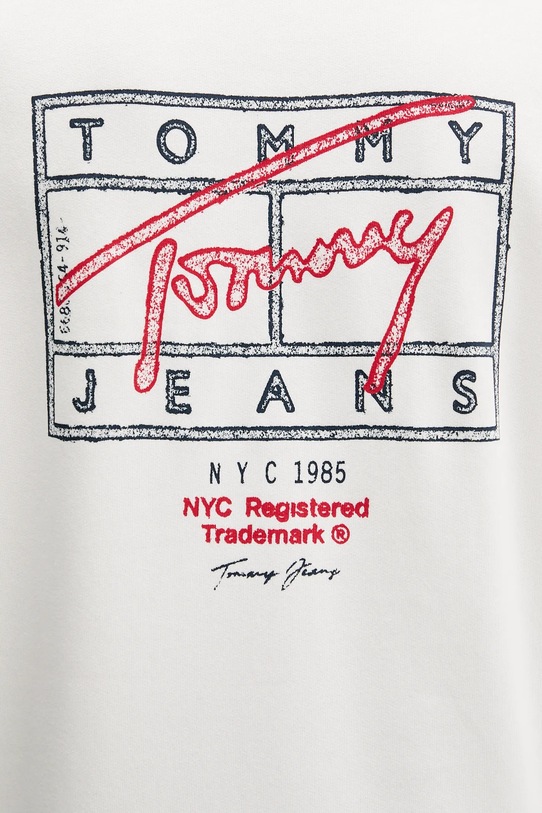 TOMMY
Tommy
JEANS
NYC 1985
NYC Registered
Trademark ®
Tommy Jeans